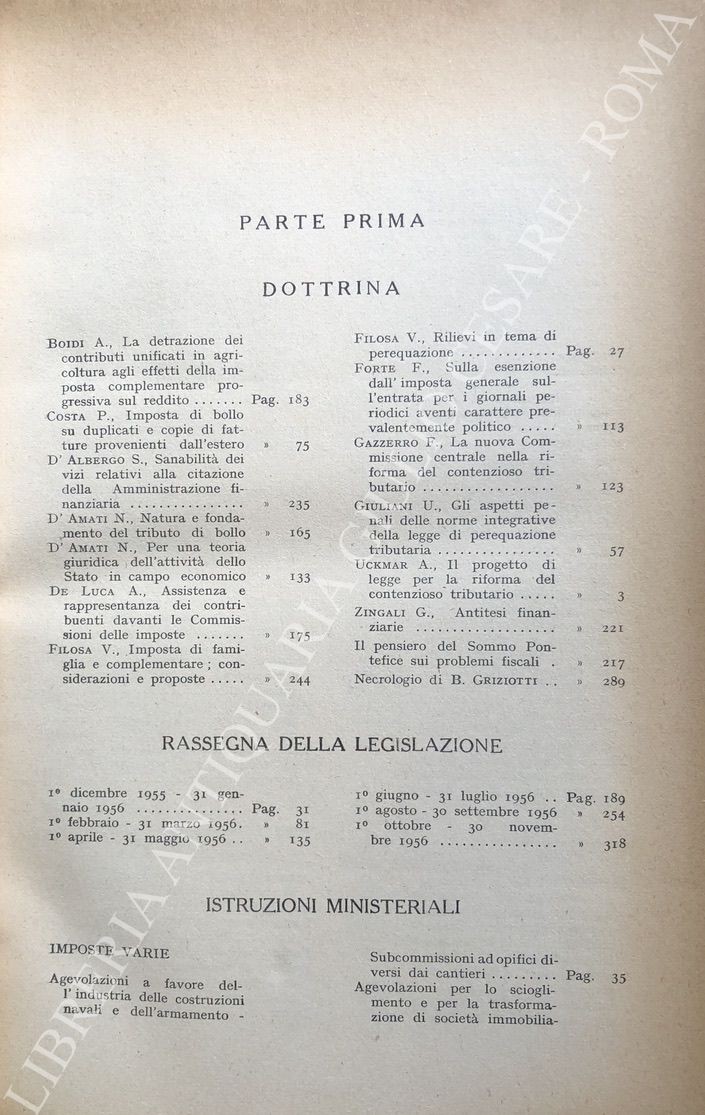 PARTE PRIMA
DOTTRINA
BOIDI A., La detrazione dei
contributi unificati in agri-
coltura agli effetti della im-
posta complementare pro-
gressiva sul reddito ....... Pag. 183
COSTA P., Imposta di bollo
su duplicati e copie di fat-
ture provenienti dall'estero » 75
D' ALBERGO S., Sanabilità dei
vizi relativi alla citazione
della Amministrazione fi-
nanziaria ................ » 235
D' AMATI N., Natura e fonda-
mento del tributo di bollo » 165
D' AMATI N., Per una teoria
giuridica dell'attività dello
Stato in campo economico » 133
DE LUCA A., Assistenza e
rappresentanza dei contri-
buenti davanti le Commis-
sioni delle imposte ....... » 175
FILOSA V., Imposta di fami-
glia e complementare ; con-
siderazioni e proposte ..... » 244
FILOSA V., Rilievi in tema di
perequazione ............. Pag. 27
FORTE F., Sulla esenzione
dall' imposta generale sul-
l'entrata per i giornali pe-
riodici aventi carattere pre-
valentemente politico ..... » 113
GAZZERRO F., La nuova Com-
missione centrale nella ri-
forma del contenzioso tri-
butario .................. » 123
GIULIANI U., Gli aspetti pe-
nali delle norme integrative
della legge di perequazione
tributaria ................ » 57
UCKMAR A., Il progetto di
legge per la riforma del
contenzioso tributario ..... » 3
ZINGALI G., Antitesi finan-
ziarie ................... » 221
Il pensiero del Sommo Pon-
tefice sui problemi fiscali . » 217
Necrologio di B. GRIZIOTTI .. » 289
RASSEGNA DELLA LEGISLAZIONE
1º dicembre 1955 - 31 gen-
naio 1956 ............... Pag. 31
1º febbraio - 31 marzo 1956. » 81
1º aprile - 31 maggio 1956 .. » 135
1º giugno - 31 luglio 1956 .. Pag. 189
1º agosto - 30 settembre 1956 » 254
1º ottobre - 30 novem-
bre 1956 ................ » 318
ISTRUZIONI MINISTERIALI
IMPOSTE VARIE
Agevolazioni a favore del-
l' industria delle costruzioni
navali e dell'armamento -
Subcommissioni ad opifici di-
versi dai cantieri ......... Pag. 35
Agevolazioni per lo sciogli-
mento e per la trasforma-
zione di società immobilia-
LIBRERIA ANTIQUARIA GIULIO CESARE - ROMA